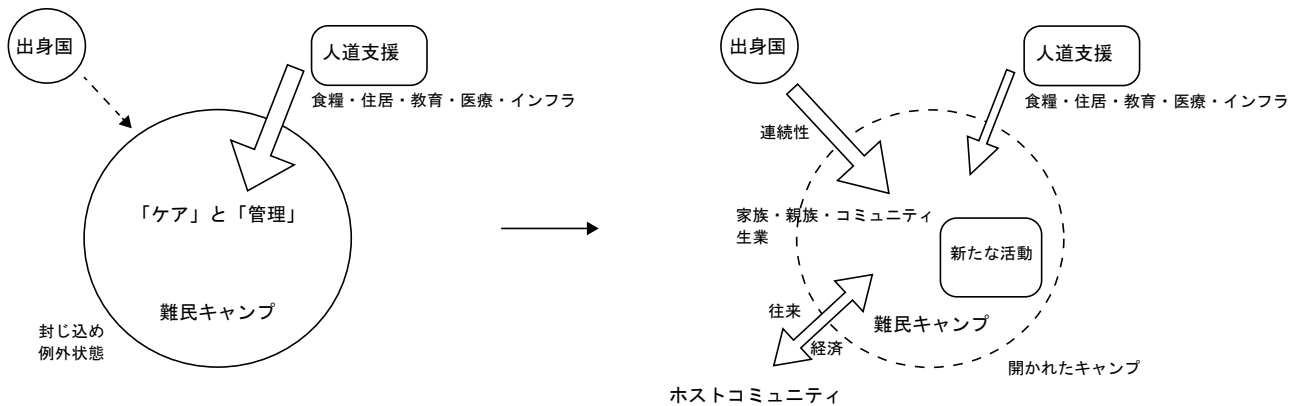 出身国
人道支援
食糧・住居・教育・医療・インフラ
「ケア」と「管理」
難民キャンプ
封じ込め
例外状態
出身国
人道支援
食糧・住居・教育・医療・インフラ
連続性
家族・親族・コミュニティ
生業
新たな活動
往来
難民キャンプ
経済
開かれたキャンプ
ホストコミュニティ